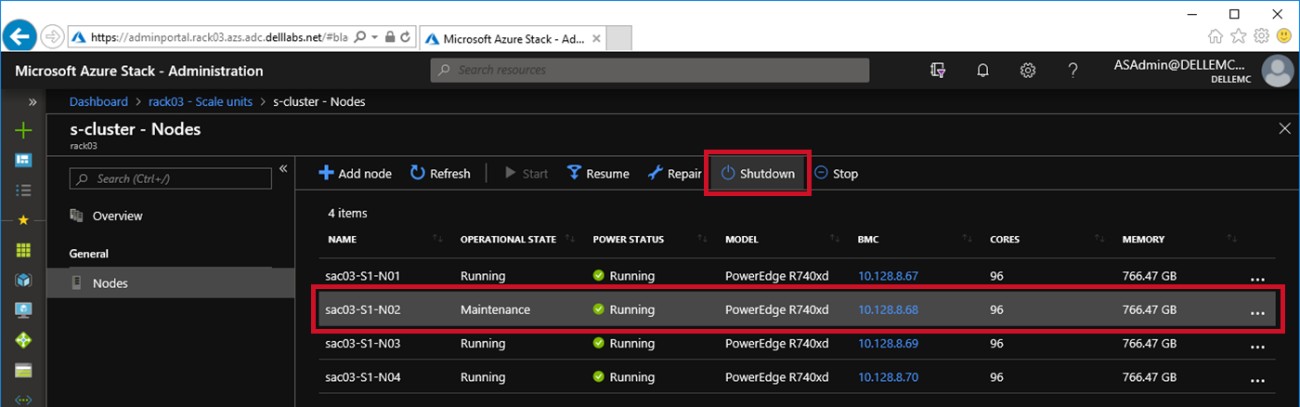 https://adminportal.rack03.azs.adc.delllabs.net/#bla
Microsoft Azure Stack - Ad...
Microsoft Azure Stack - Administration
Search resources
ASAdmin@DELLEMC...
DELLEMC
Dashboard > rack03 - Scale units > s-cluster - Nodes
s-cluster - Nodes
rack03
Search (Ctrl+/)
Add node Refresh Start Resume Repair Shutdown Stop
Overview
General
Nodes
4 items
NAME OPERATIONAL STATE POWER STATUS MODEL BMC CORES MEMORY
sac03-S1-N01 Running Running PowerEdge R740xd 10.128.8.67 96 766.47 GB ...
sac03-S1-N02 Maintenance Running PowerEdge R740xd 10.128.8.68 96 766.47 GB ...
sac03-S1-N03 Running Running PowerEdge R740xd 10.128.8.69 96 766.47 GB ...
sac03-S1-N04 Running Running PowerEdge R740xd 10.128.8.70 96 766.47 GB ...